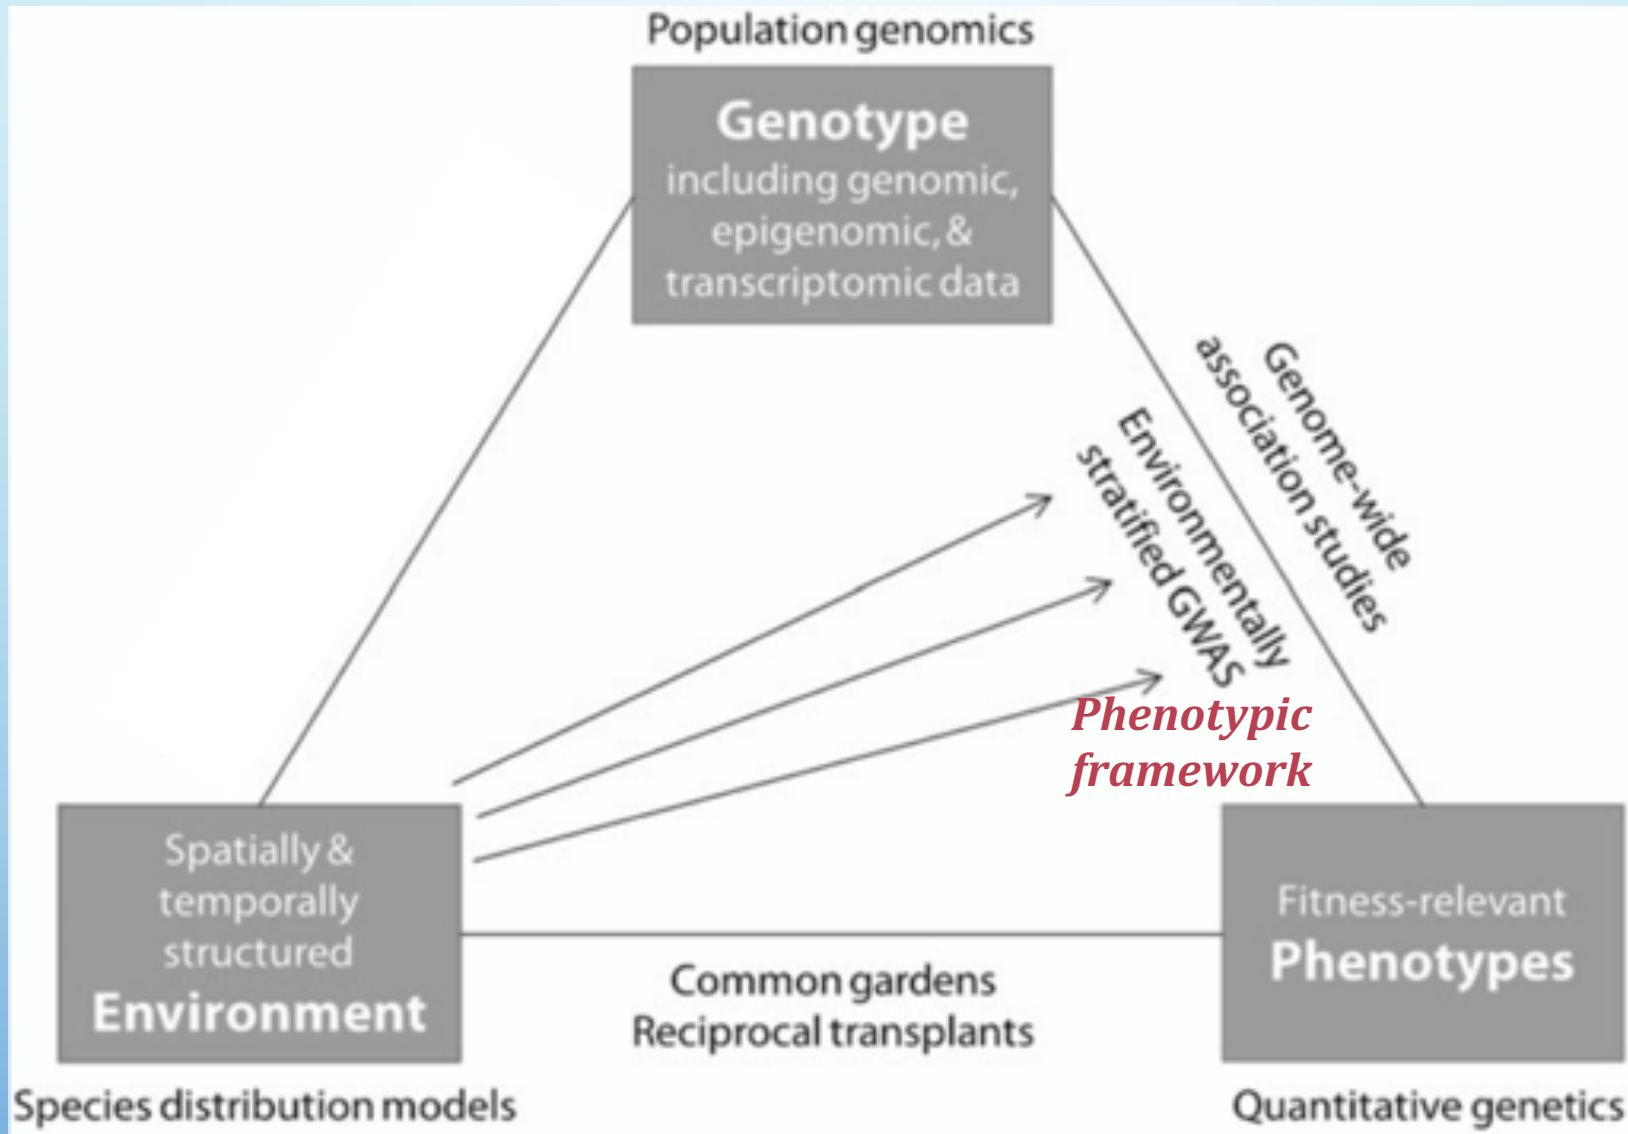 Population genomics
Genotype
including genomic,
epigenomic, &
transcriptomic data
Genome-wide
association studies
Environmentally
stratified GWAS
Phenotypic
framework
Spatially &
temporally
structured
Environment
Common gardens
Reciprocal transplants
Fitness-relevant
Phenotypes
Species distribution models
Quantitative genetics